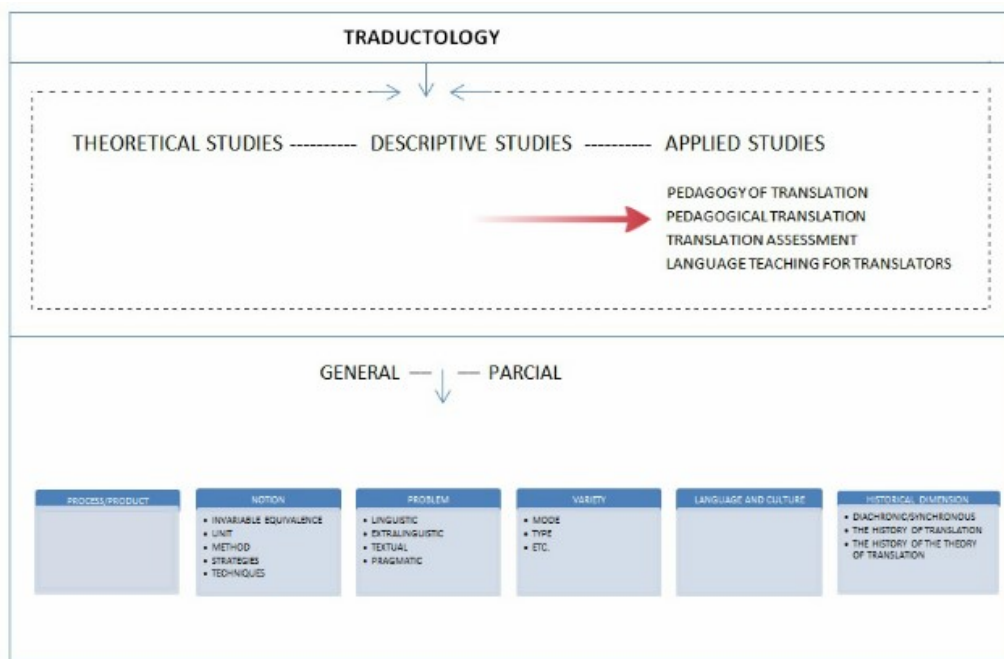 TRADUCTOLOGY
THEORETICAL STUDIES ---------- DESCRIPTIVE STUDIES ---------- APPLIED STUDIES
PEDAGOGY OF TRANSLATION
PEDAGOGICAL TRANSLATION
TRANSLATION ASSESSMENT
LANGUAGE TEACHING FOR TRANSLATORS
GENERAL — — PARCIAL
PROCESS/PRODUCT
NOTION
• INVARIABLE EQUIVALENCE
• UNIT
• METHOD
• STRATEGIES
• TECHNIQUES
PROBLEM
• LINGUISTIC
• EXTRALINGUISTIC
• TEXTUAL
• PRAGMATIC
VARIETY
• MODE
• TYPE
• ETC.
LANGUAGE AND CULTURE
HISTORICAL DIMENSION
• DIACHRONIC/SYNCHRONOUS
• THE HISTORY OF TRANSLATION
• THE HISTORY OF THE THEORY
OF TRANSLATION